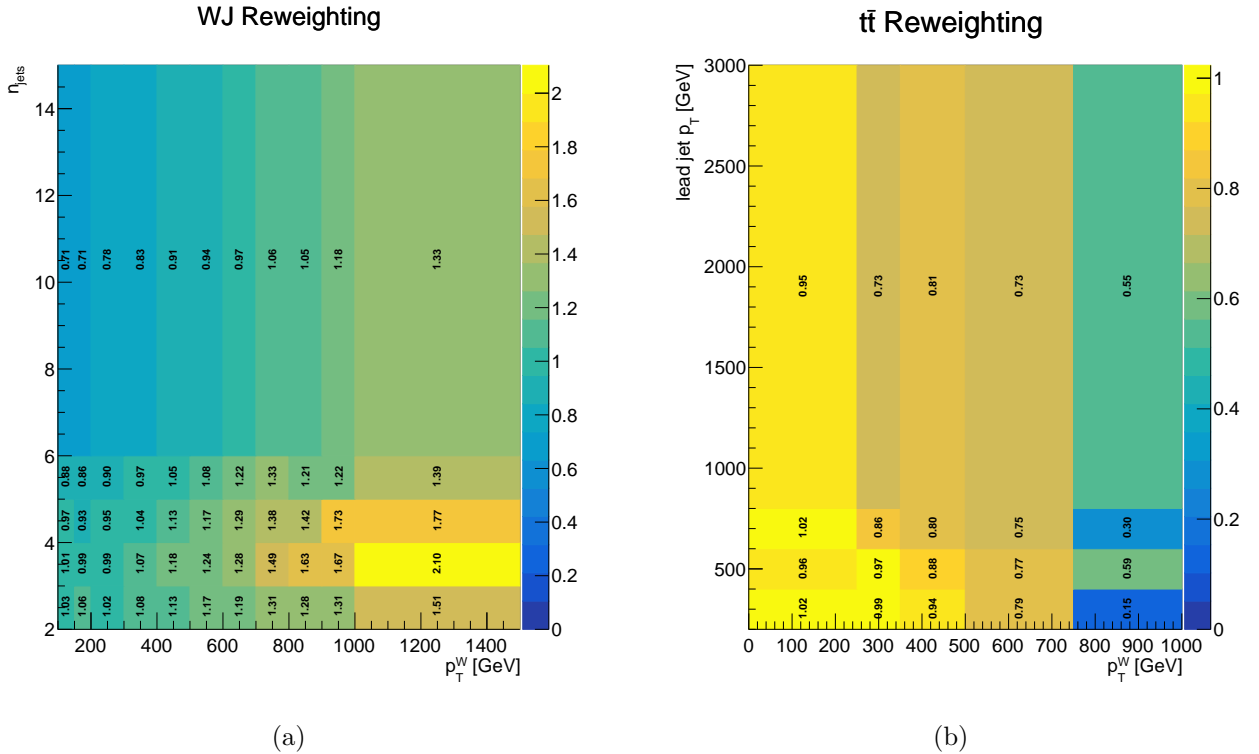 WJ Reweighting
n_jets
14
12
10
8
6
4
2
0.71 0.71 0.78 0.83 0.91 0.94 0.97 1.06 1.05 1.18 1.33
0.88 0.86 0.90 0.97 1.05 1.08 1.22 1.33 1.21 1.22 1.39
0.97 0.93 0.95 1.04 1.13 1.17 1.29 1.38 1.42 1.73 1.77
1.01 0.99 0.99 1.07 1.18 1.24 1.28 1.49 1.63 1.67 2.10
1.03 1.06 1.02 1.08 1.13 1.17 1.19 1.31 1.28 1.31 1.51
200 400 600 800 1000 1200 1400
p_T^W [GeV]
2
1.8
1.6
1.4
1.2
1
0.8
0.6
0.4
0.2
0
(a)
tt̄ Reweighting
lead jet p_T [GeV]
3000
2500
2000
1500
1000
500
0.95 0.73 0.81 0.73 0.55
1.02 0.86 0.80 0.75 0.30
0.96 0.97 0.88 0.77 0.59
1.02 0.99 0.94 0.79 0.15
0 100 200 300 400 500 600 700 800 900 1000
p_T^W [GeV]
1
0.8
0.6
0.4
0.2
0
(b)